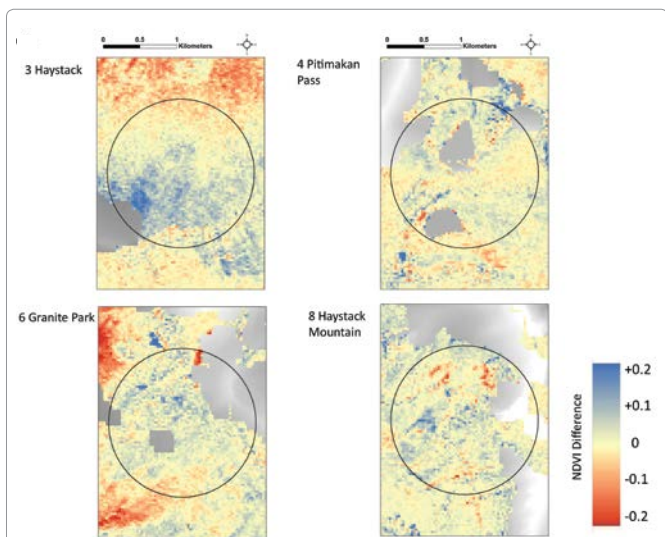 0 0.5 1
Kilometers
0 0.5 1
Kilometers
3 Haystack
4 Pitimakan
Pass
6 Granite Park
8 Haystack
Mountain
+0.2
+0.1
0
-0.1
-0.2
NDVI Difference